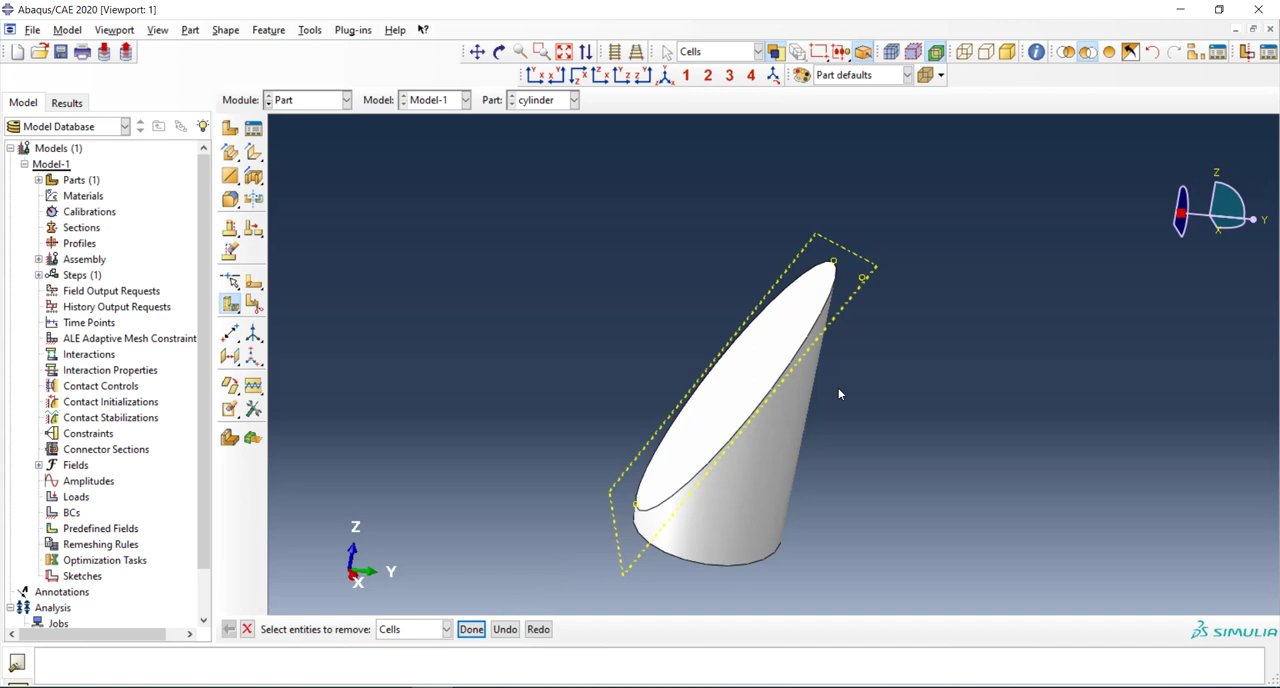 Abaqus/CAE 2020 [Viewport: 1]
File Model Viewport View Part Shape Feature Tools Plug-ins Help
Cells
1 2 3 4 Part defaults
Model Results
Module: Part Model: Model-1 Part: cylinder
Model Database
Models (1)
Model-1
Parts (1)
Materials
Calibrations
Sections
Profiles
Assembly
Steps (1)
Field Output Requests
History Output Requests
Time Points
ALE Adaptive Mesh Constraint
Interactions
Interaction Properties
Contact Controls
Contact Initializations
Contact Stabilizations
Constraints
Connector Sections
Fields
Amplitudes
Loads
BCs
Predefined Fields
Remeshing Rules
Optimization Tasks
Sketches
Annotations
Analysis
Jobs
Z
Y
X
Z
Y
X
Select entities to remove: Cells Done Undo Redo
SIMULIA